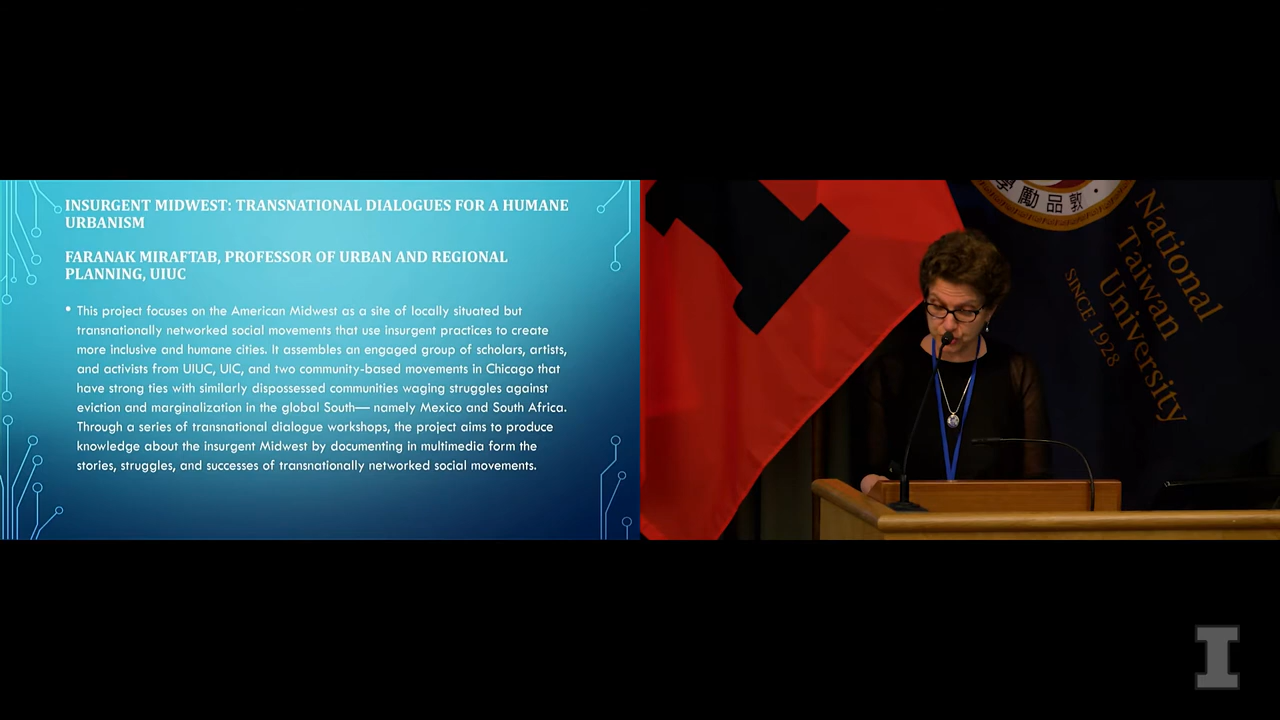 INSURGENT MIDWEST: TRANSNATIONAL DIALOGUES FOR A HUMANE
URBANISM
FARANAK MIRAFTAB, PROFESSOR OF URBAN AND REGIONAL
PLANNING, UIUC
• This project focuses on the American Midwest as a site of locally situated but
transnationally networked social movements that use insurgent practices to create
more inclusive and humane cities. It assembles an engaged group of scholars, artists,
and activists from UIUC, UIC, and two community-based movements in Chicago that
have strong ties with similarly dispossessed communities waging struggles against
eviction and marginalization in the global South— namely Mexico and South Africa.
Through a series of transnational dialogue workshops, the project aims to produce
knowledge about the insurgent Midwest by documenting in multimedia form the
stories, struggles, and successes of transnationally networked social movements.
學勵品敦
National
Taiwan
University
SINCE 1928
I